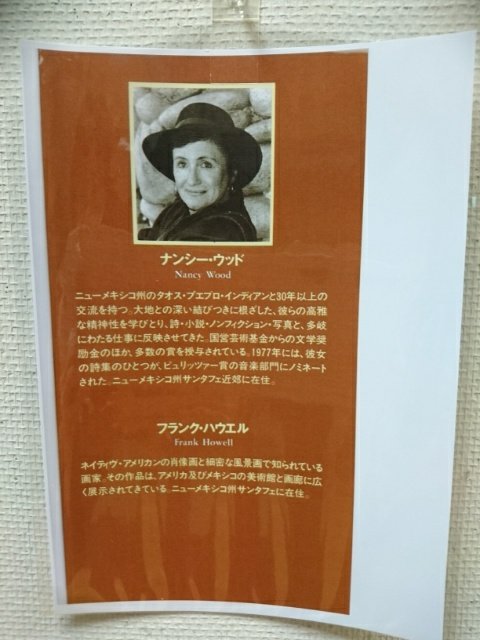 ナンシー・ウッド
Nancy Wood
ニューメキシコ州のタオス・プエブロ・インディアンと30年以上の
交流を持つ。大地との深い結びつきに根ざした、彼らの高雅
な精神性を学びとり、詩・小説・ノンフィクション・写真と、多岐
にわたる仕事に反映させてきた。国営芸術基金からの文学奨
励金のほか、多数の賞を授与されている。1977年には、彼女
の詩集のひとつが、ピュリッツァー賞の音楽部門にノミネート
された。ニューメキシコ州サンタフェ近郊に在住。
フランク・ハウエル
Frank Howell
ネイティヴ・アメリカンの肖像画と細密な風景画で知られている
画家。その作品は、アメリカ及びメキシコの美術館と画廊に広
く展示されてきている。ニューメキシコ州サンタフェに在住。